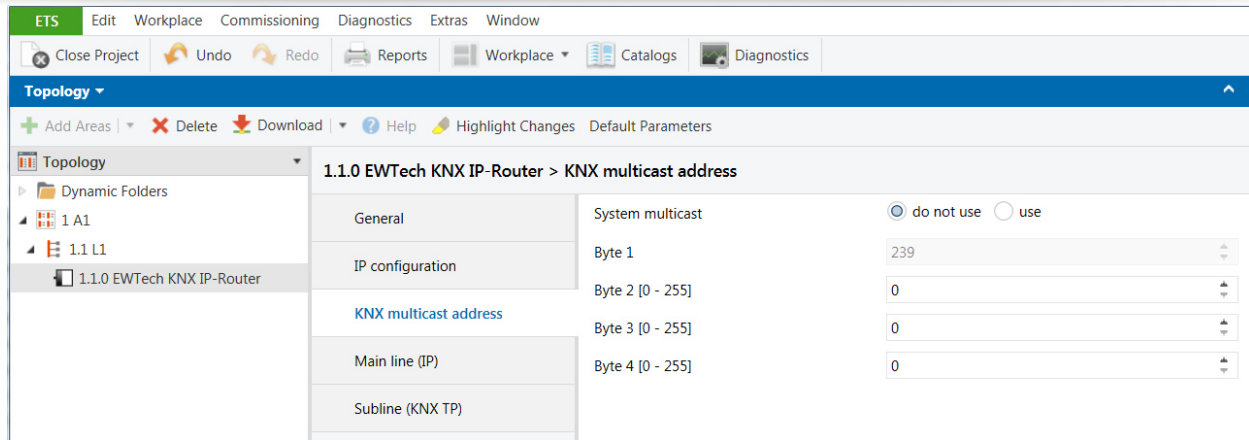 ETS Edit Workplace Commissioning Diagnostics Extras Window
Close Project Undo Redo Reports Workplace Catalogs Diagnostics
Topology
Add Areas Delete Download Help Highlight Changes Default Parameters
Topology
1.1.0 EWTech KNX IP-Router > KNX multicast address
Dynamic Folders
1 A1
1.1 L1
1.1.0 EWTech KNX IP-Router
General
IP configuration
KNX multicast address
Main line (IP)
Subline (KNX TP)
System multicast do not use use
Byte 1 239
Byte 2 [0 - 255] 0
Byte 3 [0 - 255] 0
Byte 4 [0 - 255] 0